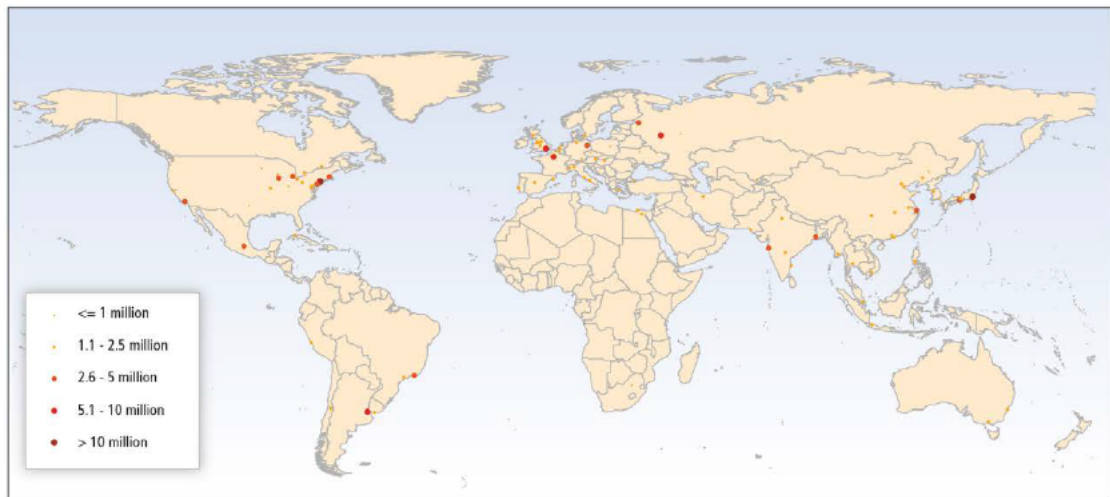 <= 1 million
1.1 - 2.5 million
2.6 - 5 million
5.1 - 10 million
> 10 million